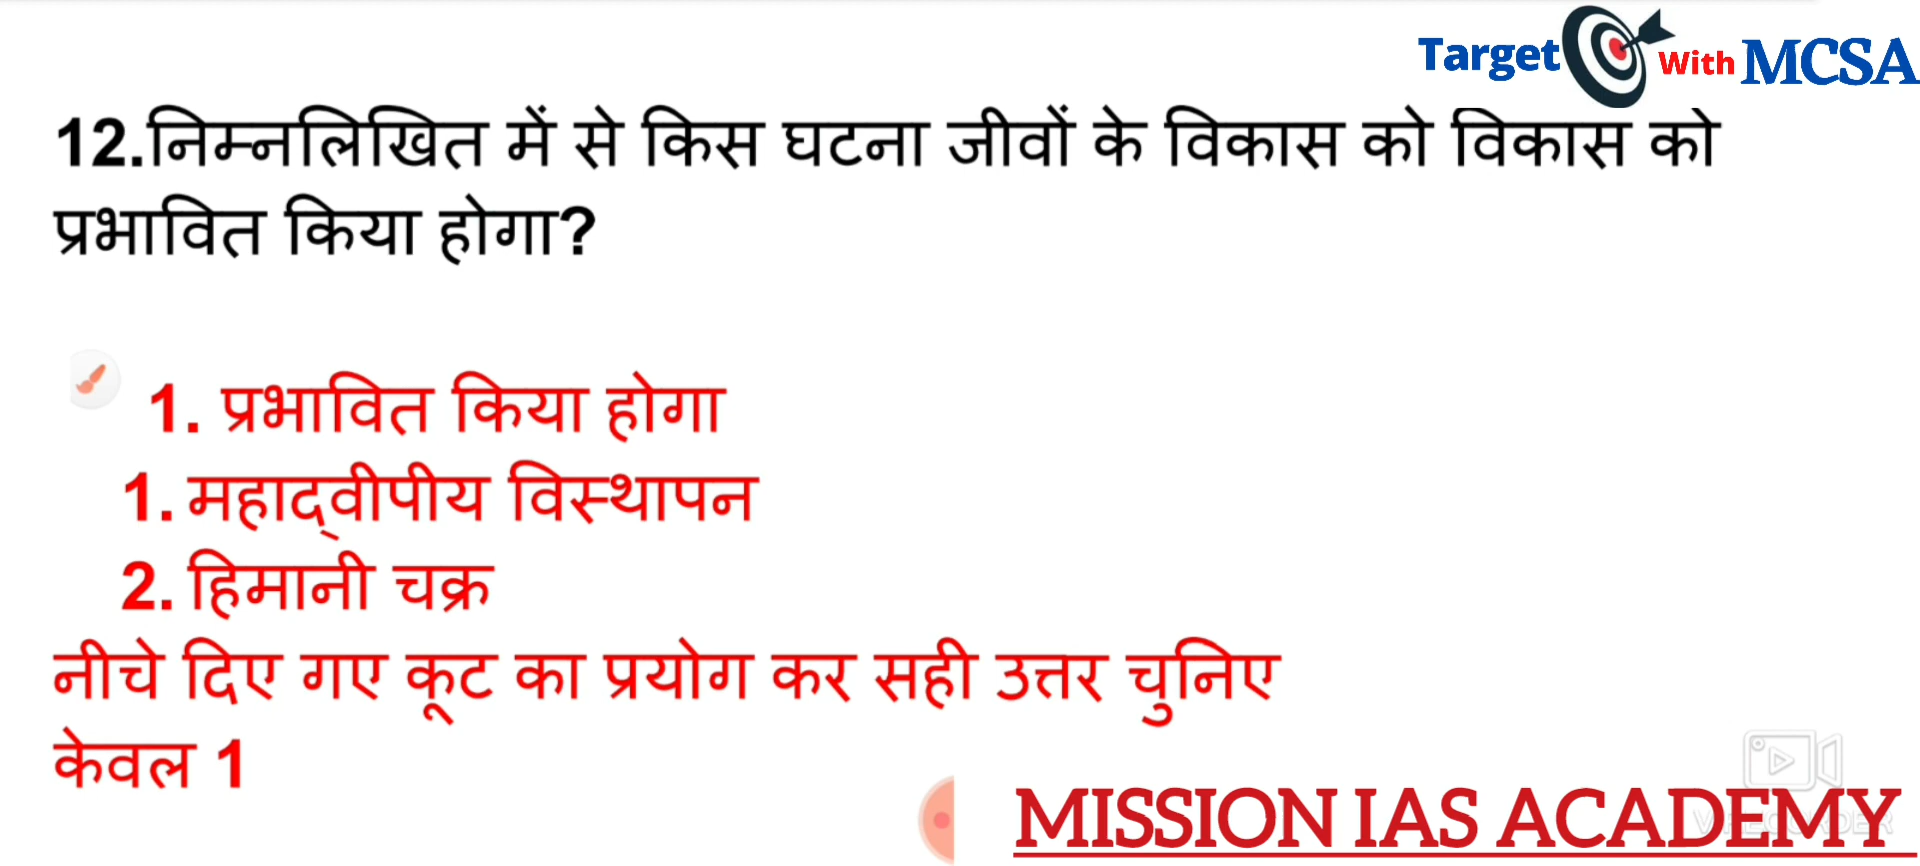 Target With MCSA
12.निम्नलिखित में से किस घटना जीवों के विकास को विकास को
प्रभावित किया होगा?
1. प्रभावित किया होगा
1. महाद्वीपीय विस्थापन
2. हिमानी चक्र
नीचे दिए गए कूट का प्रयोग कर सही उत्तर चुनिए
केवल 1
MISSION IAS ACADEMY